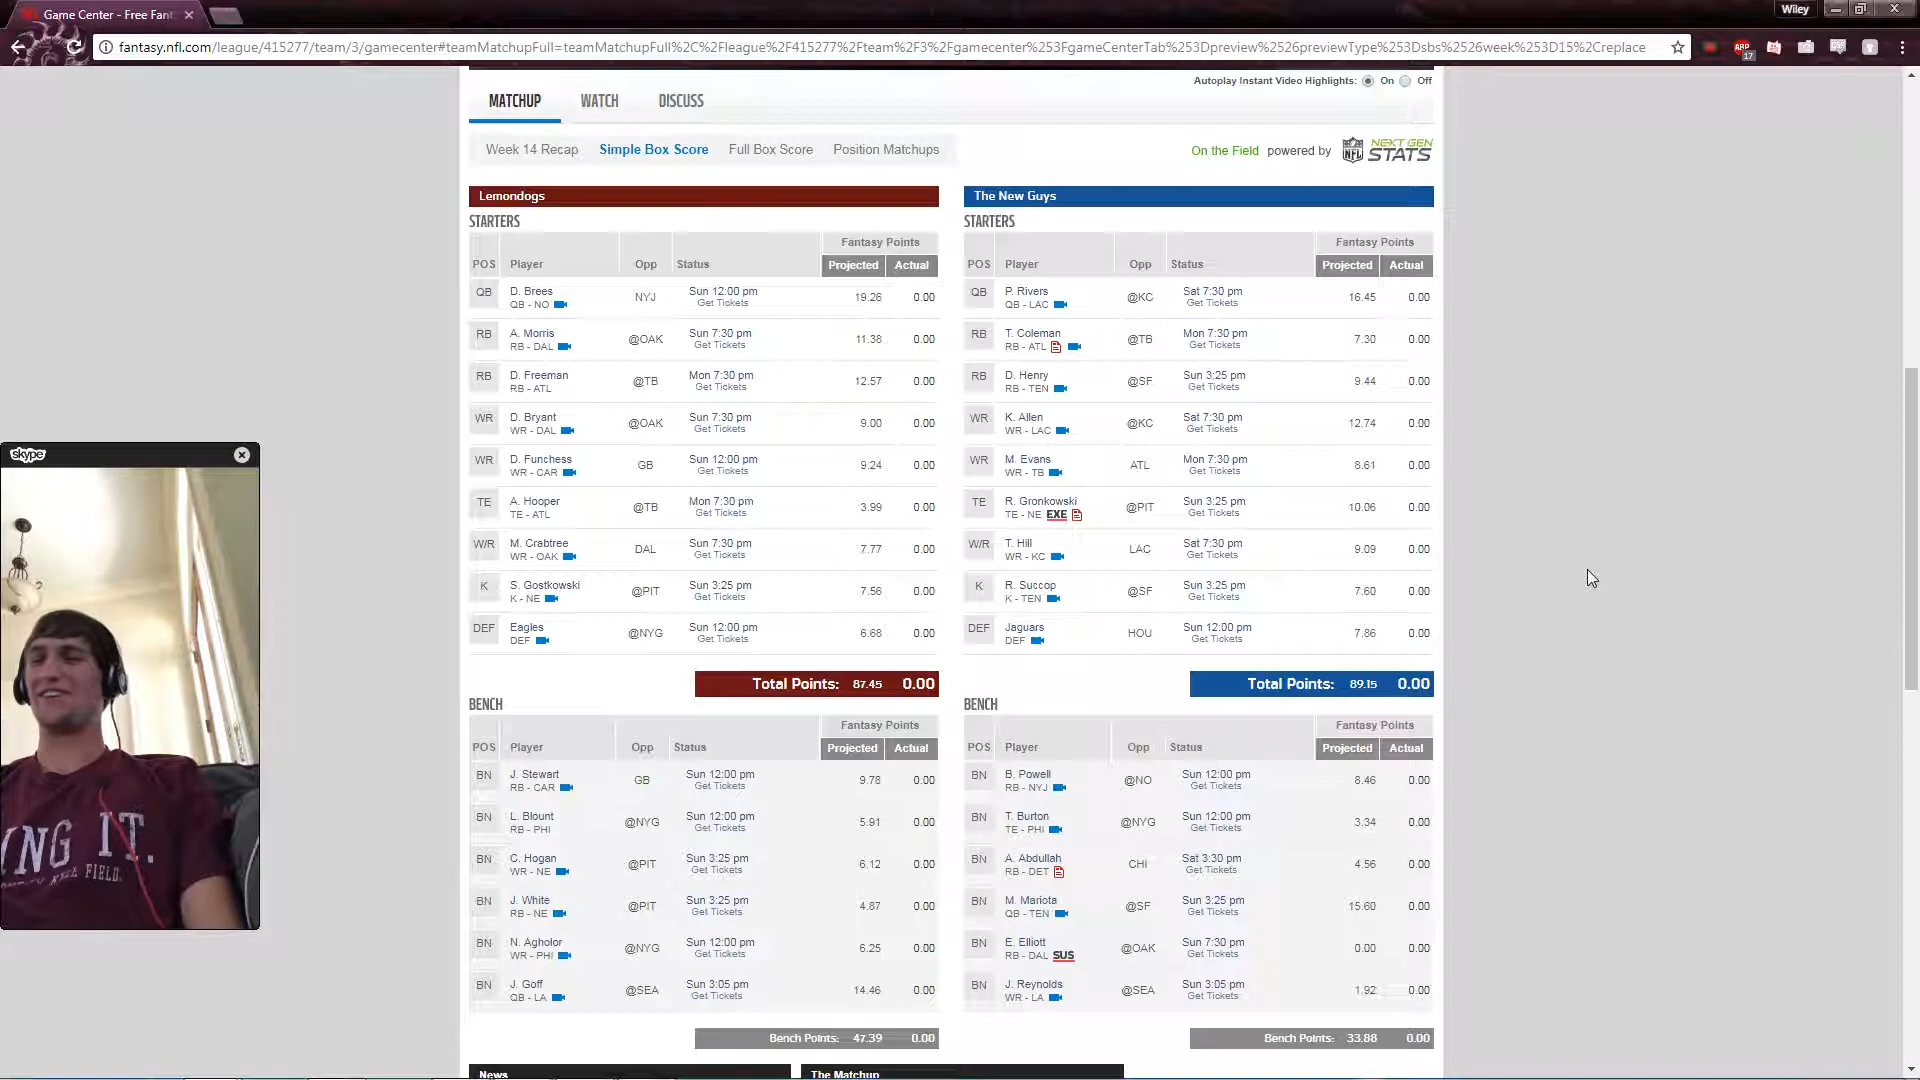 Game Center - Free Fan
Wiley
fantasy.nfl.com/league/415277/team/3/gamecenter#teamMatchupFull=teamMatchupFull%2C%2Fleague%2F415277%2Fteam%2F3%2Fgamecenter%253FgameCenterTab%253Dpreview%2526previewType%253Dsbs%2526week%253D15%2Creplace
ABP
17
Autoplay Instant Video Highlights: On Off
MATCHUP WATCH DISCUSS
Week 14 Recap Simple Box Score Full Box Score Position Matchups
On the Field powered by NFL NEXT GEN STATS
Lemondogs
STARTERS
Fantasy Points
POS Player Opp Status Projected Actual
QB D. Brees NYJ Sun 12:00 pm 19.26 0.00
QB - NO Get Tickets
RB A. Morris @OAK Sun 7:30 pm 11.38 0.00
RB - DAL Get Tickets
RB D. Freeman @TB Mon 7:30 pm 12.57 0.00
RB - ATL Get Tickets
WR D. Bryant @OAK Sun 7:30 pm 9.00 0.00
WR - DAL Get Tickets
WR D. Funchess GB Sun 12:00 pm 9.24 0.00
WR - CAR Get Tickets
TE A. Hooper @TB Mon 7:30 pm 3.99 0.00
TE - ATL Get Tickets
W/R M. Crabtree DAL Sun 7:30 pm 7.77 0.00
WR - OAK Get Tickets
K S. Gostkowski @PIT Sun 3:25 pm 7.56 0.00
K - NE Get Tickets
DEF Eagles @NYG Sun 12:00 pm 6.68 0.00
DEF Get Tickets
Total Points: 87.45 0.00
BENCH
Fantasy Points
POS Player Opp Status Projected Actual
BN J. Stewart GB Sun 12:00 pm 9.78 0.00
RB - CAR Get Tickets
BN L. Blount @NYG Sun 12:00 pm 5.91 0.00
RB - PHI Get Tickets
BN C. Hogan @PIT Sun 3:25 pm 6.12 0.00
WR - NE Get Tickets
BN J. White @PIT Sun 3:25 pm 4.87 0.00
RB - NE Get Tickets
BN N. Agholor @NYG Sun 12:00 pm 6.25 0.00
WR - PHI Get Tickets
BN J. Goff @SEA Sun 3:05 pm 14.46 0.00
QB - LA Get Tickets
Bench Points: 47.39 0.00
The New Guys
STARTERS
Fantasy Points
POS Player Opp Status Projected Actual
QB P. Rivers @KC Sat 7:30 pm 16.45 0.00
QB - LAC Get Tickets
RB T. Coleman @TB Mon 7:30 pm 7.30 0.00
RB - ATL Get Tickets
RB D. Henry @SF Sun 3:25 pm 9.44 0.00
RB - TEN Get Tickets
WR K. Allen @KC Sat 7:30 pm 12.74 0.00
WR - LAC Get Tickets
WR M. Evans ATL Mon 7:30 pm 8.61 0.00
WR - TB Get Tickets
TE R. Gronkowski @PIT Sun 3:25 pm 10.06 0.00
TE - NE EXE Get Tickets
W/R T. Hill LAC Sat 7:30 pm 9.09 0.00
WR - KC Get Tickets
K R. Succop @SF Sun 3:25 pm 7.60 0.00
K - TEN Get Tickets
DEF Jaguars HOU Sun 12:00 pm 7.86 0.00
DEF Get Tickets
Total Points: 89.15 0.00
BENCH
Fantasy Points
POS Player Opp Status Projected Actual
BN B. Powell @NO Sun 12:00 pm 8.46 0.00
RB - NYJ Get Tickets
BN T. Burton @NYG Sun 12:00 pm 3.34 0.00
TE - PHI Get Tickets
BN A. Abdullah CHI Sat 3:30 pm 4.56 0.00
RB - DET Get Tickets
BN M. Mariota @SF Sun 3:25 pm 15.60 0.00
QB - TEN Get Tickets
BN E. Elliott @OAK Sun 7:30 pm 0.00 0.00
RB - DAL SUS Get Tickets
BN J. Reynolds @SEA Sun 3:05 pm 1.92 0.00
WR - LA Get Tickets
Bench Points: 33.88 0.00
News The Matchup
skype
NG IT.
FIELD.